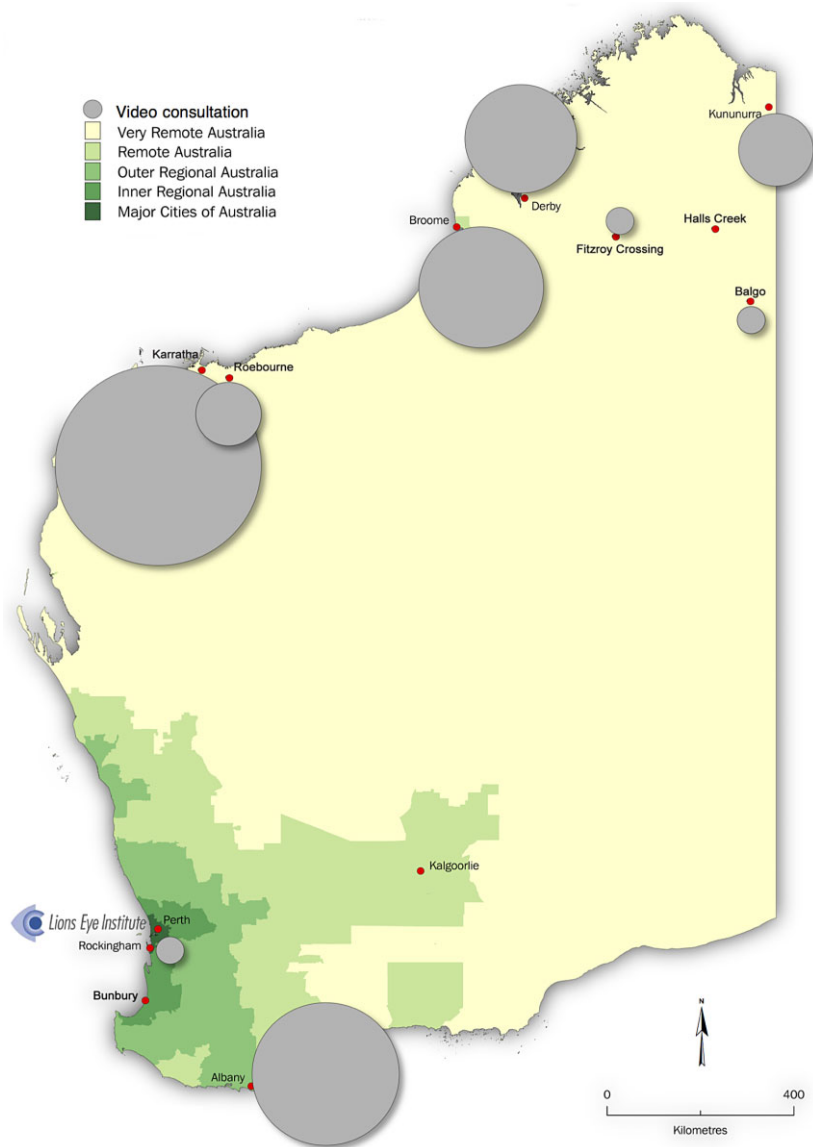 Video consultation
Very Remote Australia
Remote Australia
Outer Regional Australia
Inner Regional Australia
Major Cities of Australia
Kununurra
Derby
Broome
Halls Creek
Fitzroy Crossing
Balgo
Karratha
Roebourne
Kalgoorlie
Lions Eye Institute
Perth
Rockingham
Bunbury
Albany
N
0 400
Kilometres